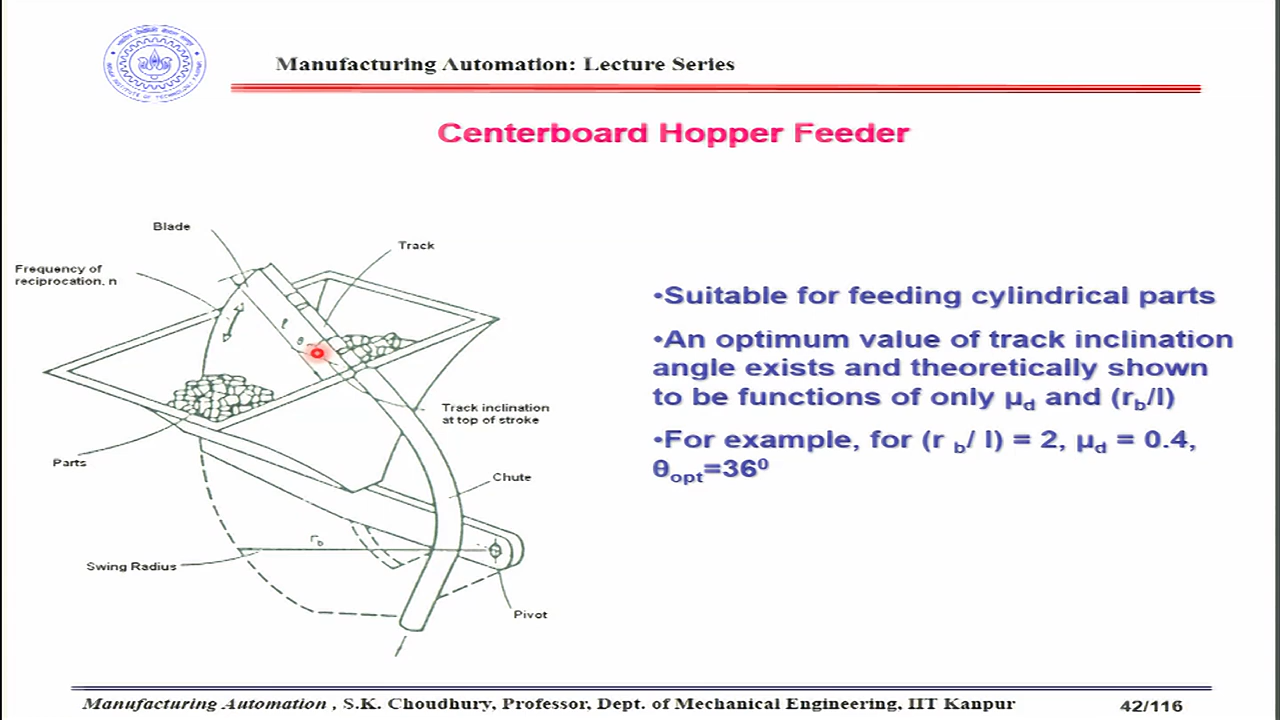 Manufacturing Automation: Lecture Series
Centerboard Hopper Feeder
Blade
Track
Frequency of
reciprocation, n
l
θ
Track inclination
at top of stroke
Parts
Chute
r_b
Swing Radius
Pivot
•Suitable for feeding cylindrical parts
•An optimum value of track inclination
angle exists and theoretically shown
to be functions of only μ_d and (r_b/l)
•For example, for (r _b/ l) = 2, μ_d = 0.4,
θ_opt=36⁰
Manufacturing Automation , S.K. Choudhury, Professor, Dept. of Mechanical Engineering, IIT Kanpur
42/116